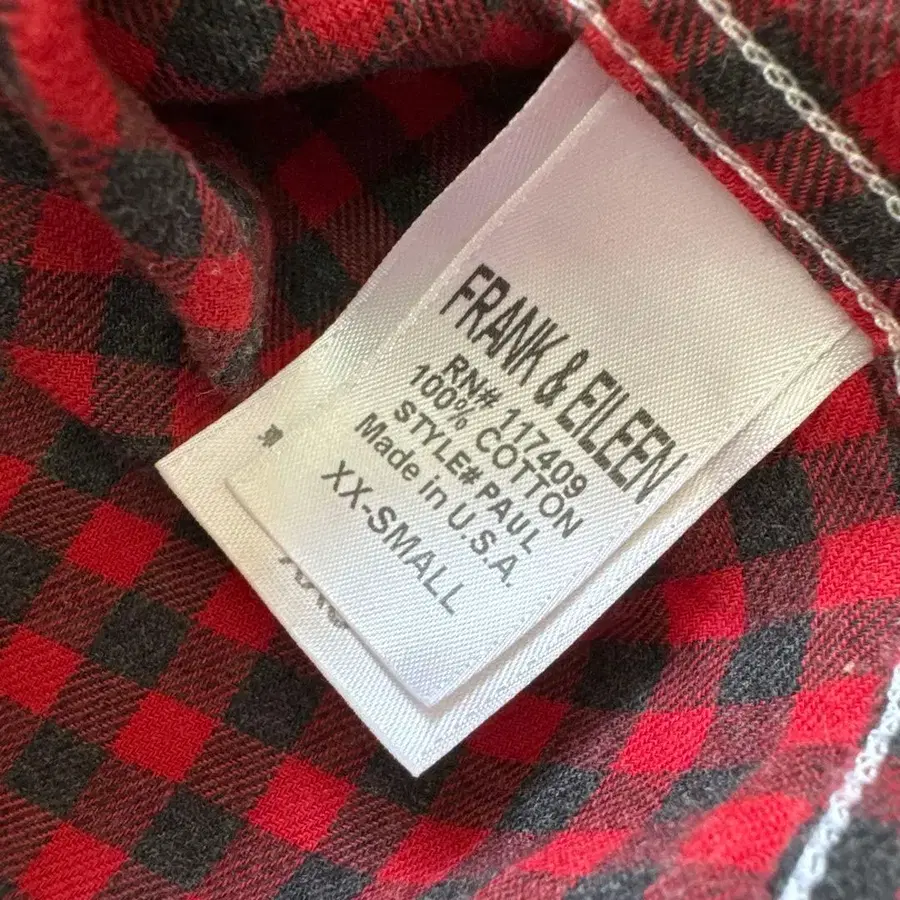 FRANK & EILEEN
RN# 117409
100% COTTON
STYLE# PAUL
Made in U.S.A.
XX-SMALL